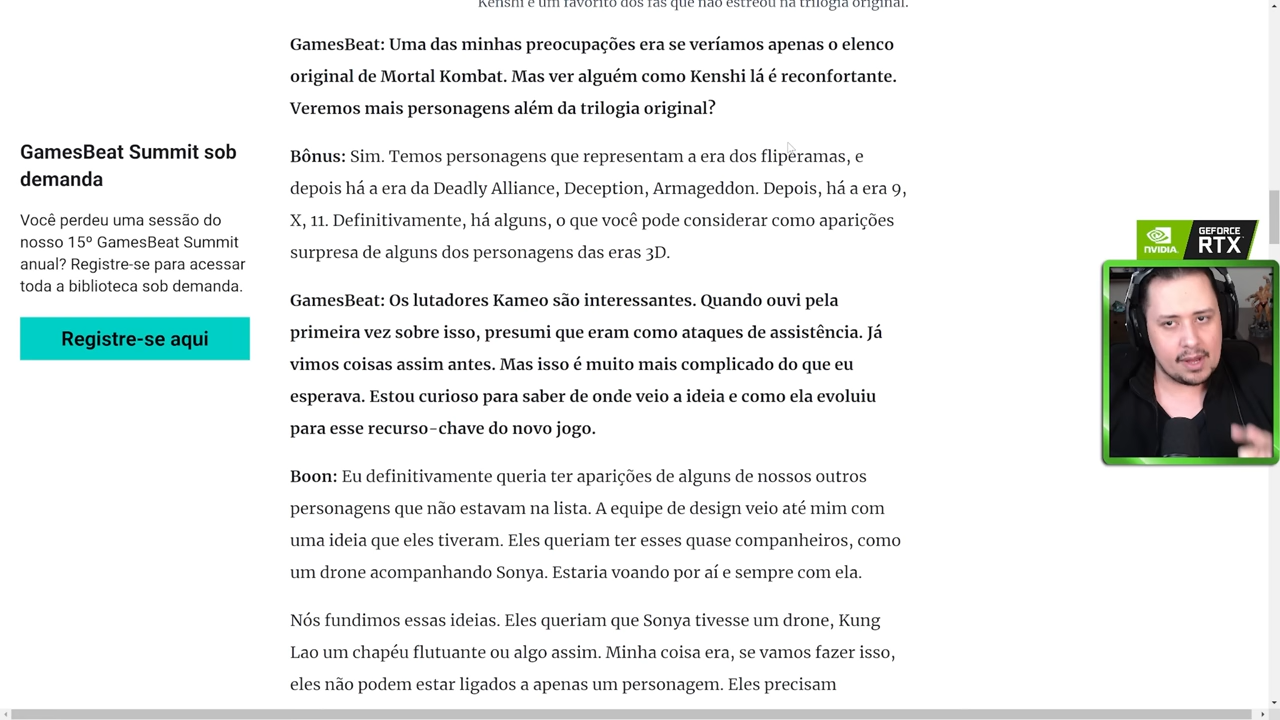 Kenshi é um favorito dos fãs que não estreou na trilogia original.
GamesBeat: Uma das minhas preocupações era se veríamos apenas o elenco
original de Mortal Kombat. Mas ver alguém como Kenshi lá é reconfortante.
Veremos mais personagens além da trilogia original?
GamesBeat Summit sob
demanda
Você perdeu uma sessão do
nosso 15º GamesBeat Summit
anual? Registre-se para acessar
toda a biblioteca sob demanda.
Registre-se aqui
Bônus: Sim. Temos personagens que representam a era dos fliperamas, e
depois há a era da Deadly Alliance, Deception, Armageddon. Depois, há a era 9,
X, 11. Definitivamente, há alguns, o que você pode considerar como aparições
surpresa de alguns dos personagens das eras 3D.
GamesBeat: Os lutadores Kameo são interessantes. Quando ouvi pela
primeira vez sobre isso, presumi que eram como ataques de assistência. Já
vimos coisas assim antes. Mas isso é muito mais complicado do que eu
esperava. Estou curioso para saber de onde veio a ideia e como ela evoluiu
para esse recurso-chave do novo jogo.
Boon: Eu definitivamente queria ter aparições de alguns de nossos outros
personagens que não estavam na lista. A equipe de design veio até mim com
uma ideia que eles tiveram. Eles queriam ter esses quase companheiros, como
um drone acompanhando Sonya. Estaria voando por aí e sempre com ela.
Nós fundimos essas ideias. Eles queriam que Sonya tivesse um drone, Kung
Lao um chapéu flutuante ou algo assim. Minha coisa era, se vamos fazer isso,
eles não podem estar ligados a apenas um personagem. Eles precisam
NVIDIA.
GEFORCE
RTX